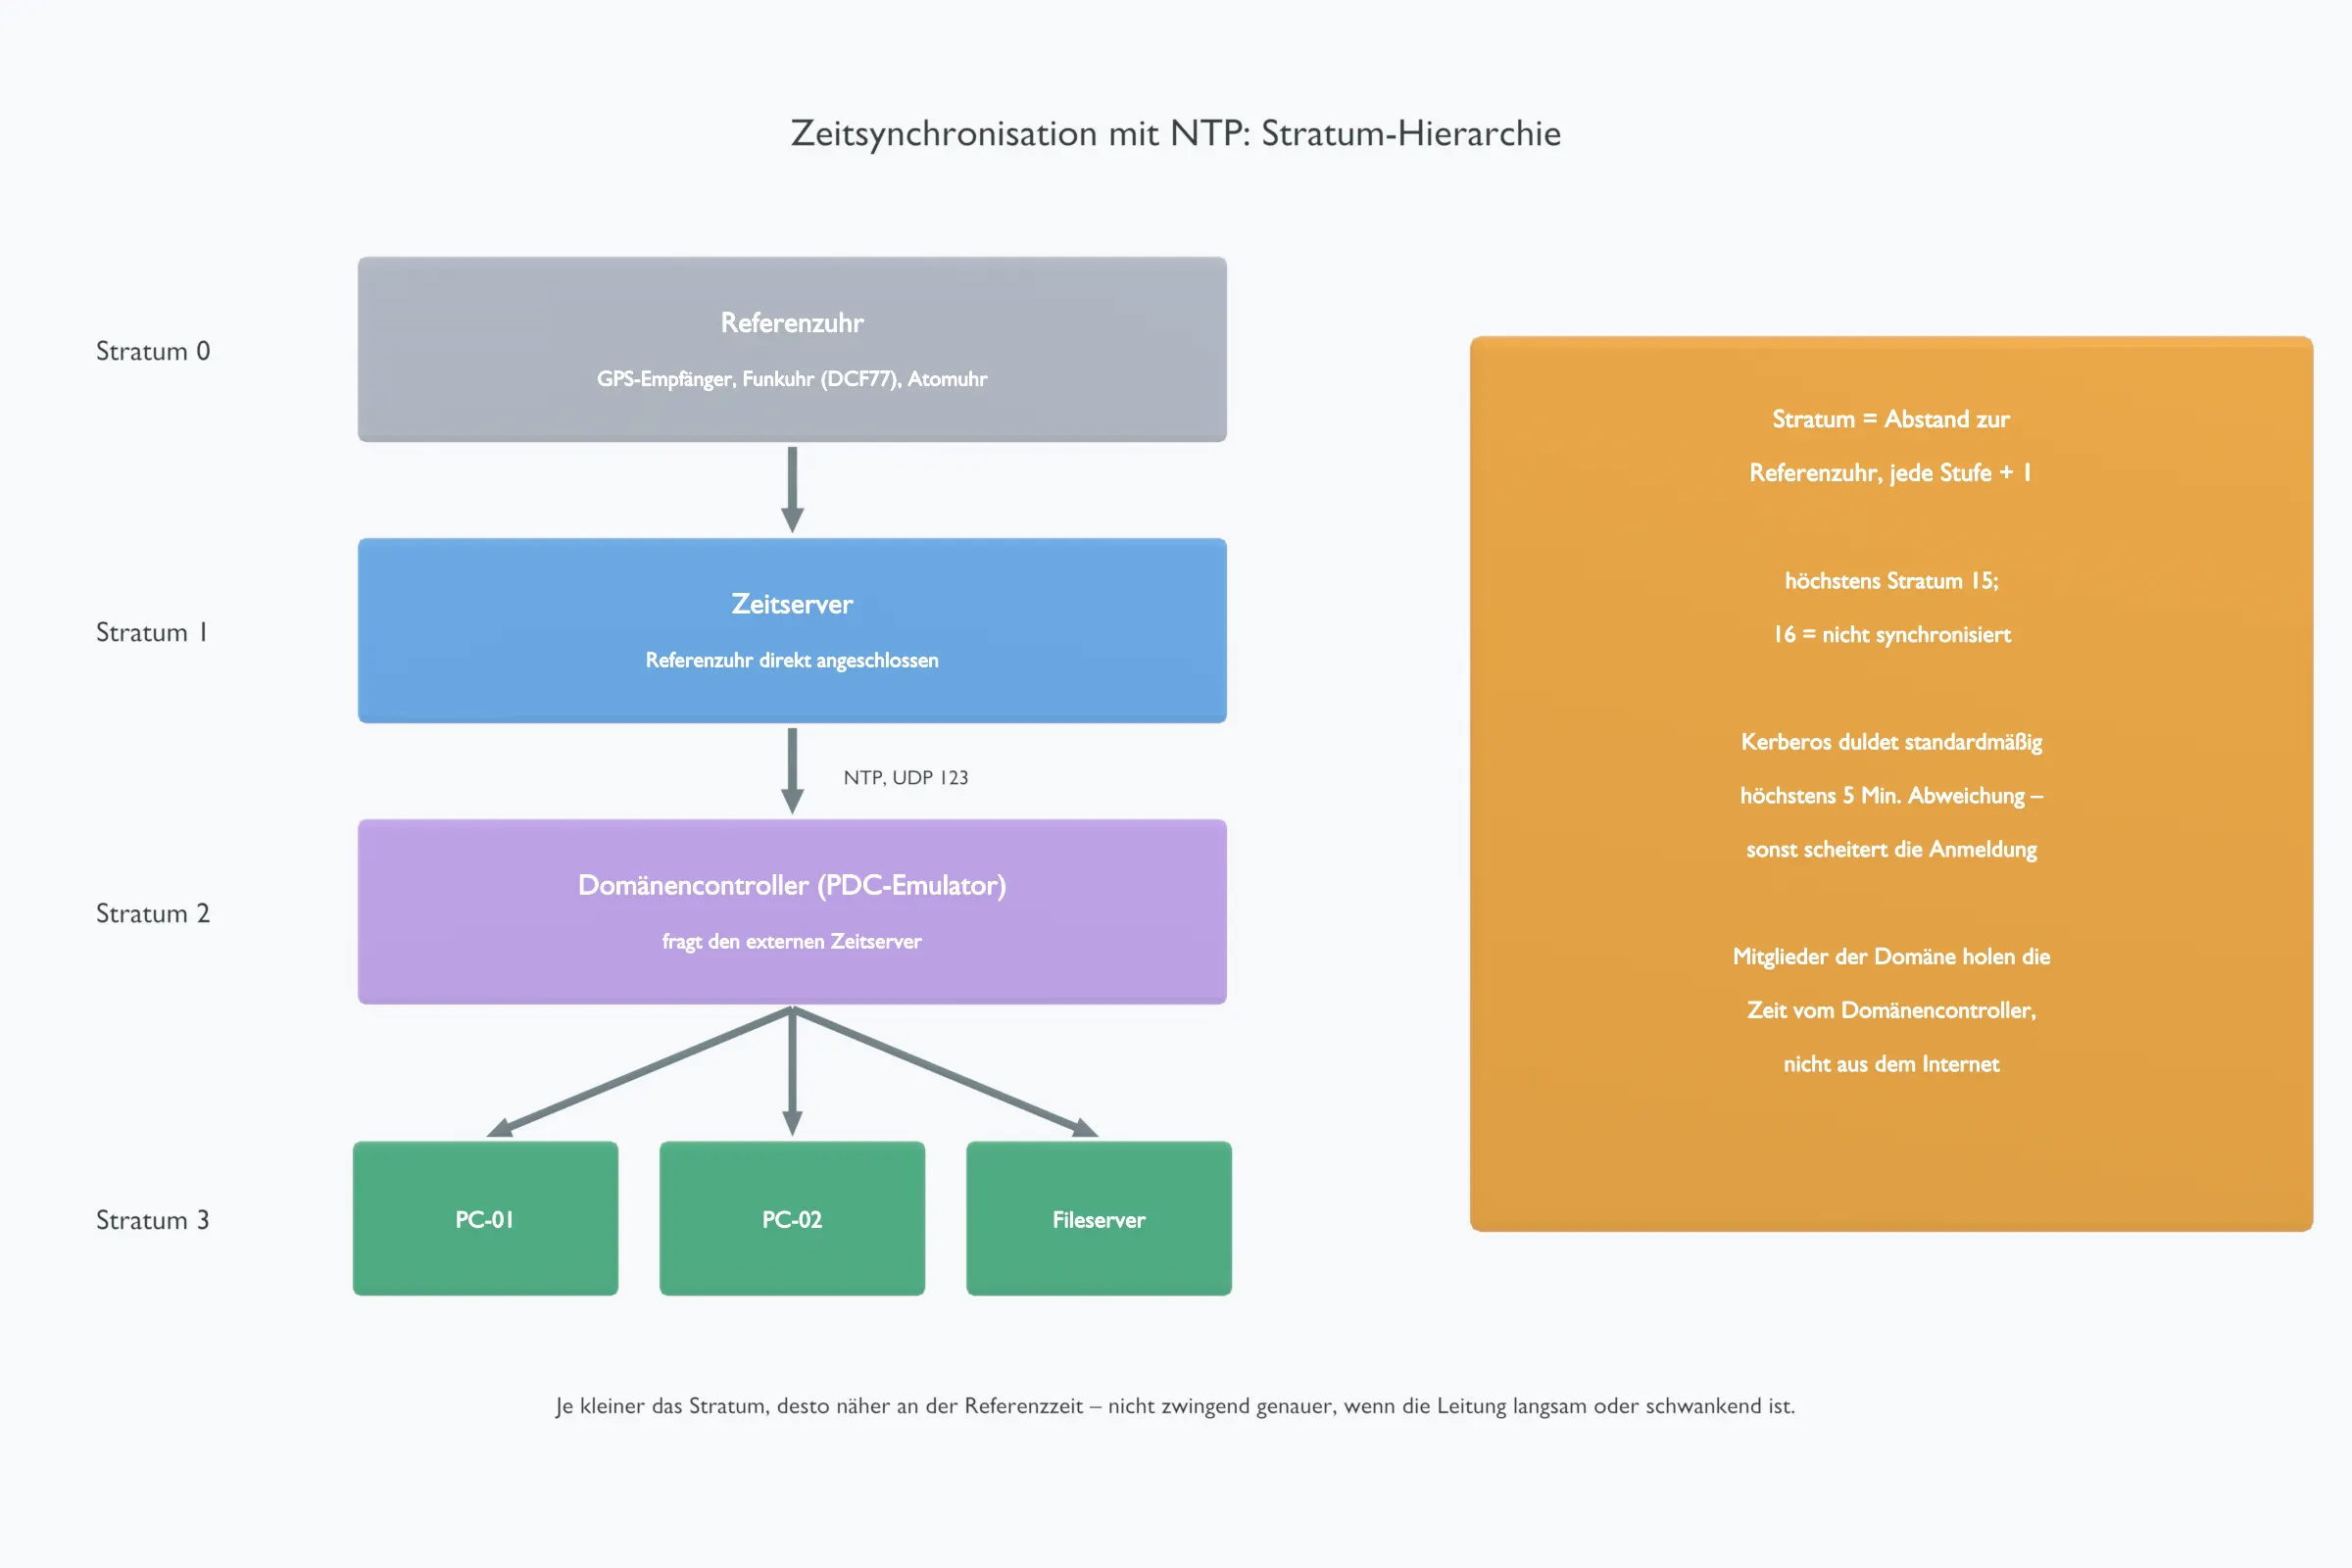 Zeitsynchronisation mit NTP: Stratum-Hierarchie
Stratum 0
Referenzuhr
GPS-Empfänger, Funkuhr (DCF77), Atomuhr
Stratum 1
Zeitserver
Referenzuhr direkt angeschlossen
NTP, UDP 123
Stratum 2
Domänencontroller (PDC-Emulator)
fragt den externen Zeitserver
Stratum 3
PC-01
PC-02
Fileserver
Stratum = Abstand zur
Referenzuhr, jede Stufe + 1
höchstens Stratum 15;
16 = nicht synchronisiert
Kerberos duldet standardmäßig
höchstens 5 Min. Abweichung –
sonst scheitert die Anmeldung
Mitglieder der Domäne holen die
Zeit vom Domänencontroller,
nicht aus dem Internet
Je kleiner das Stratum, desto näher an der Referenzzeit – nicht zwingend genauer, wenn die Leitung langsam oder schwankend ist.